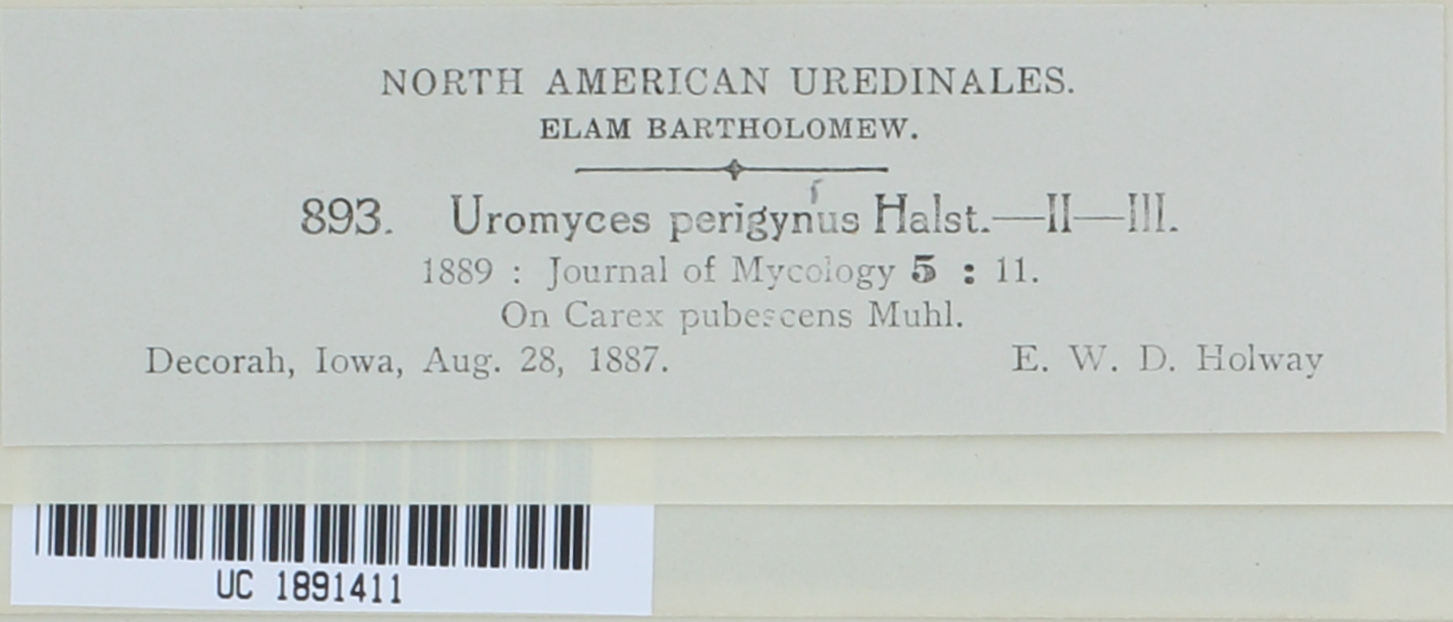 NORTH AMERICAN UREDINALES.
ELAM BARTHOLOMEW.
893. Uromyces perigynius Halst.—II—III.
1889 : Journal of Mycology 5 : 11.
On Carex pubescens Muhl.
Decorah, Iowa, Aug. 28, 1887. E. W. D. Holway
UC 1891411